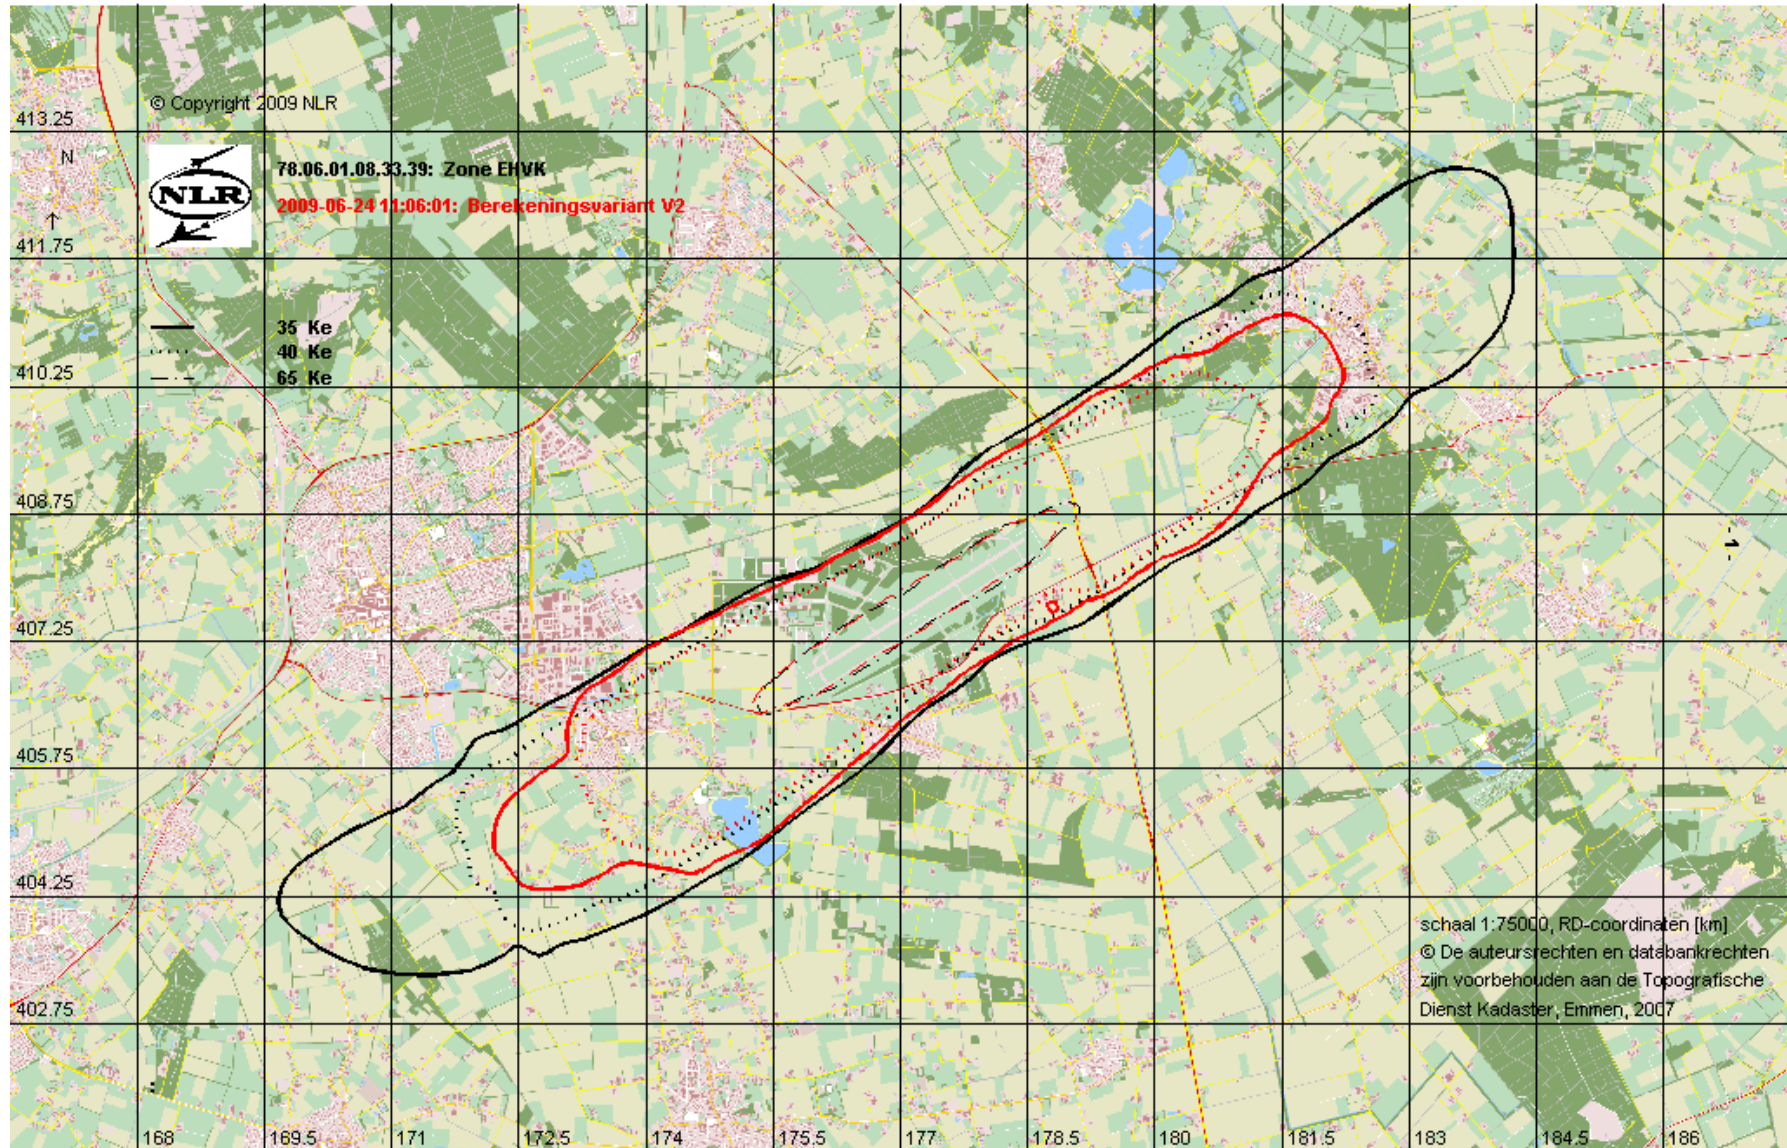 © Copyright 2009 NLR
413.25
N
NLR
78.06.01.08.33.39: Zone EHVK
2009-06-24 11:06:01: Berekeningsvariant V2
↑
411.75
35 Ke
40 Ke
65 Ke
410.25
408.75
-1-
407.25
405.75
404.25
schaal 1:75000, RD-coordinaten [km]
© De auteursrechten en databankrechten
zijn voorbehouden aan de Topografische
Dienst Kadaster, Emmen, 2007
402.75
168 169.5 171 172.5 174 175.5 177 178.5 180 181.5 183 184.5 186